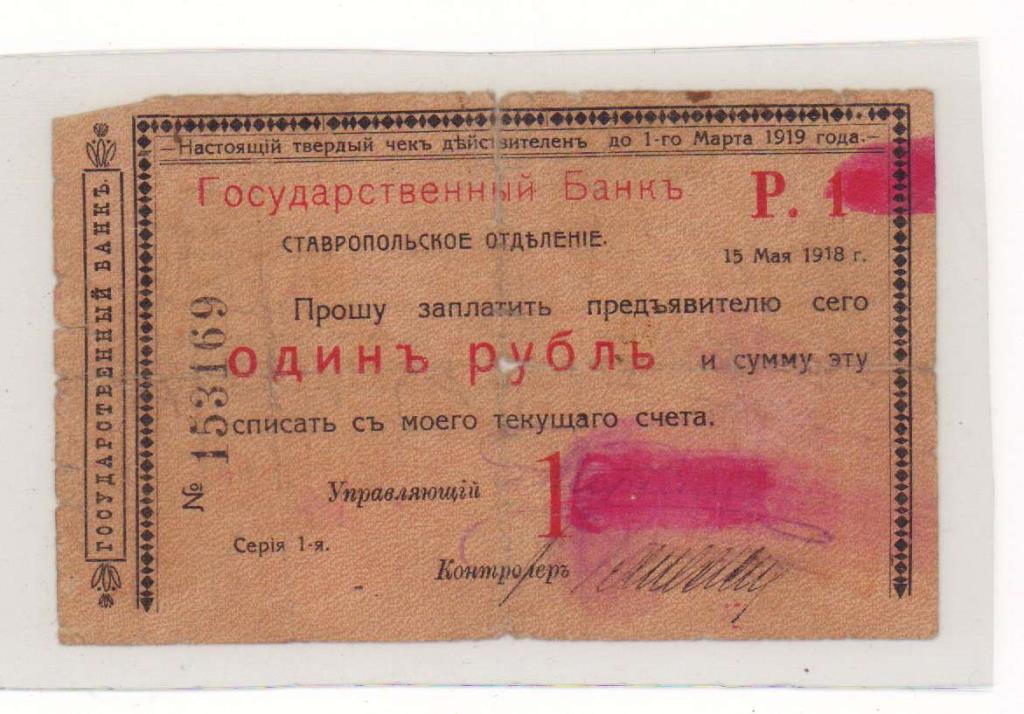 Настоящій твердый чекъ дѣйствителенъ до 1-го Марта 1919 года.
Государственный Банкъ Р. 1
СТАВРОПОЛЬСКОЕ ОТДѢЛЕНІЕ.
15 Мая 1918 г.
Прошу заплатить предъявителю сего
одинъ рубль и сумму эту
списать съ моего текущаго счета.
1
Управляющій
Серія 1-я.
Контролеръ
№ 153169
ГОСУДАРСТВЕННЫЙ БАНКЪ.